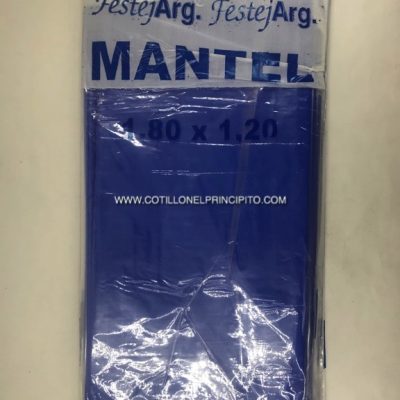 FestejArg. FestejArg.
MANTEL
1.80 x 1,20
WWW.COTILLONELPRINCIPITO.COM